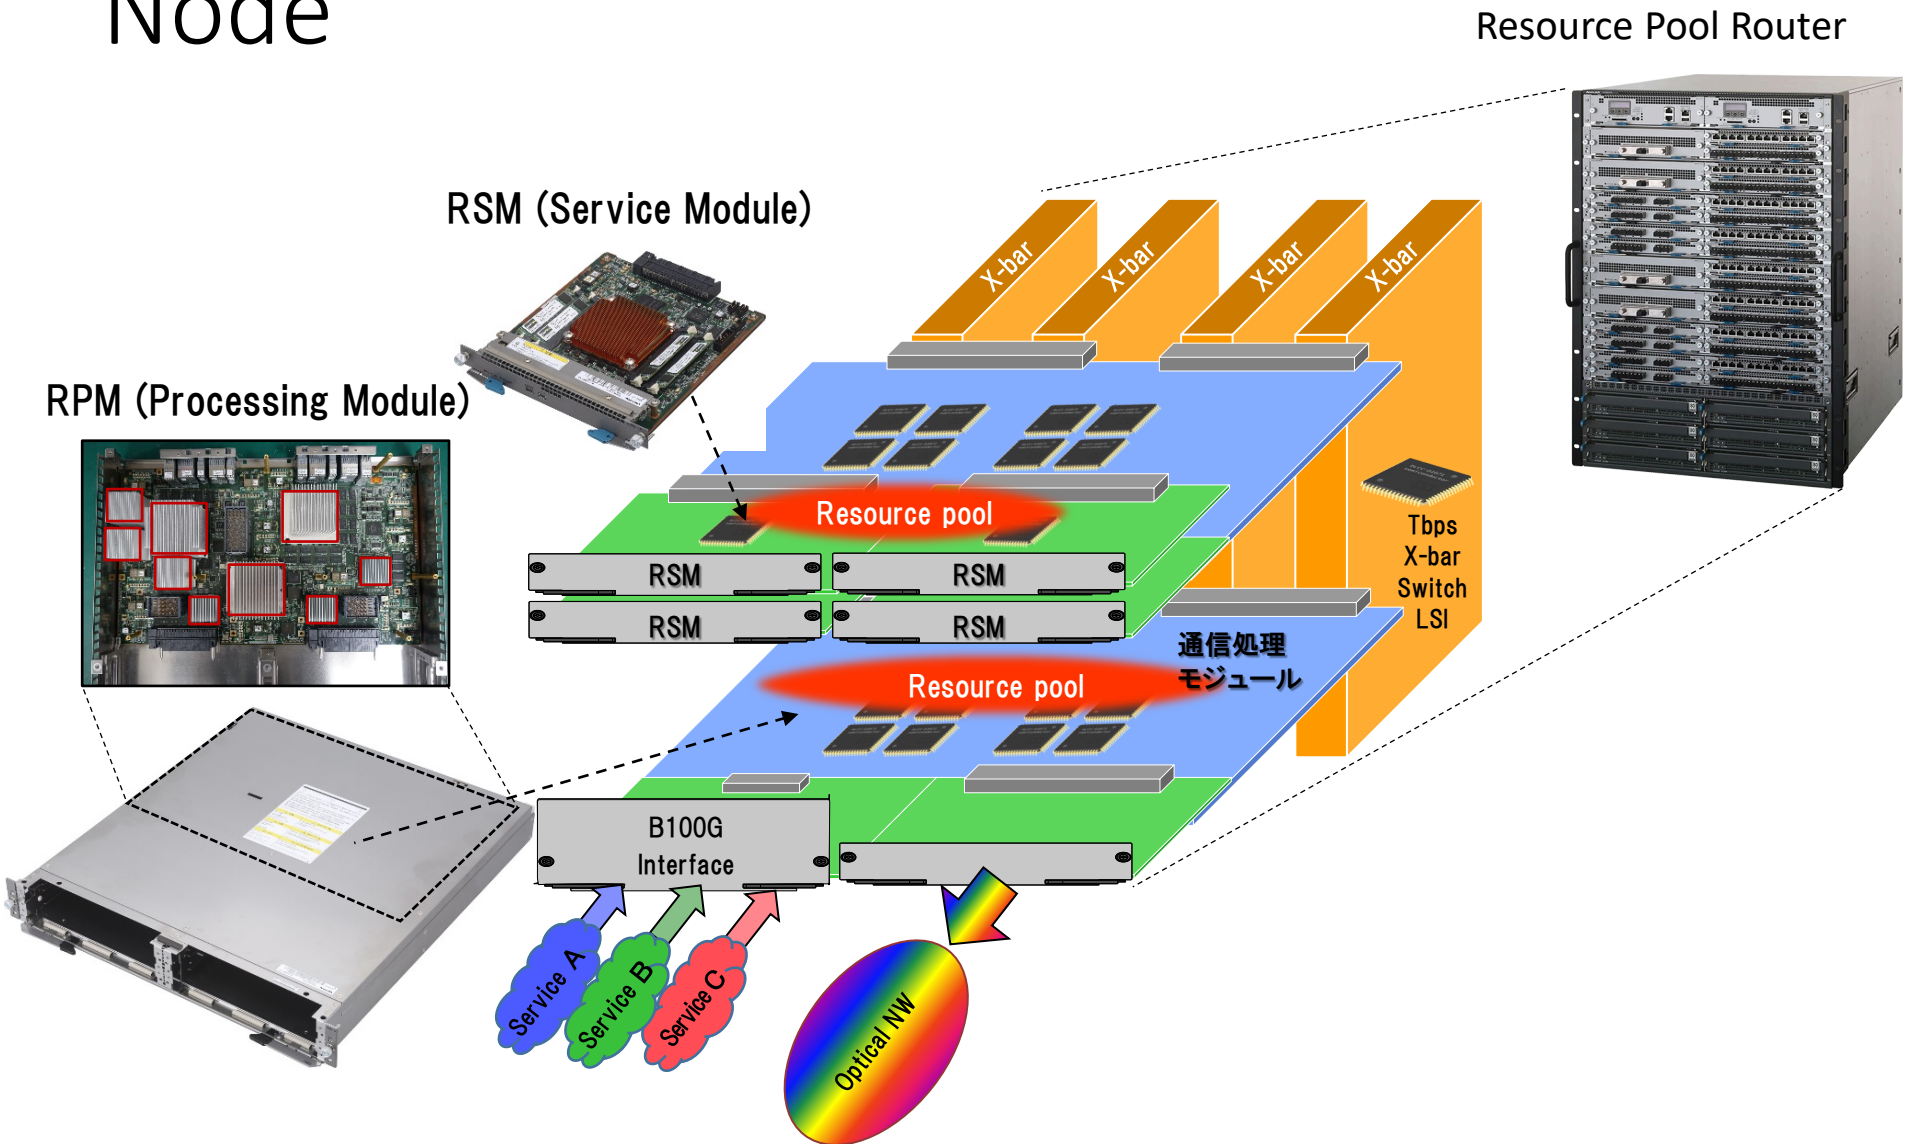 Node
Resource Pool Router
RSM (Service Module)
X-bar
X-bar
X-bar
X-bar
RPM (Processing Module)
Resource pool
Tbps
X-bar
Switch
LSI
RSM
RSM
RSM
RSM
通信処理
モジュール
Resource pool
B100G
Interface
Service A
Service B
Service C
Optical NW